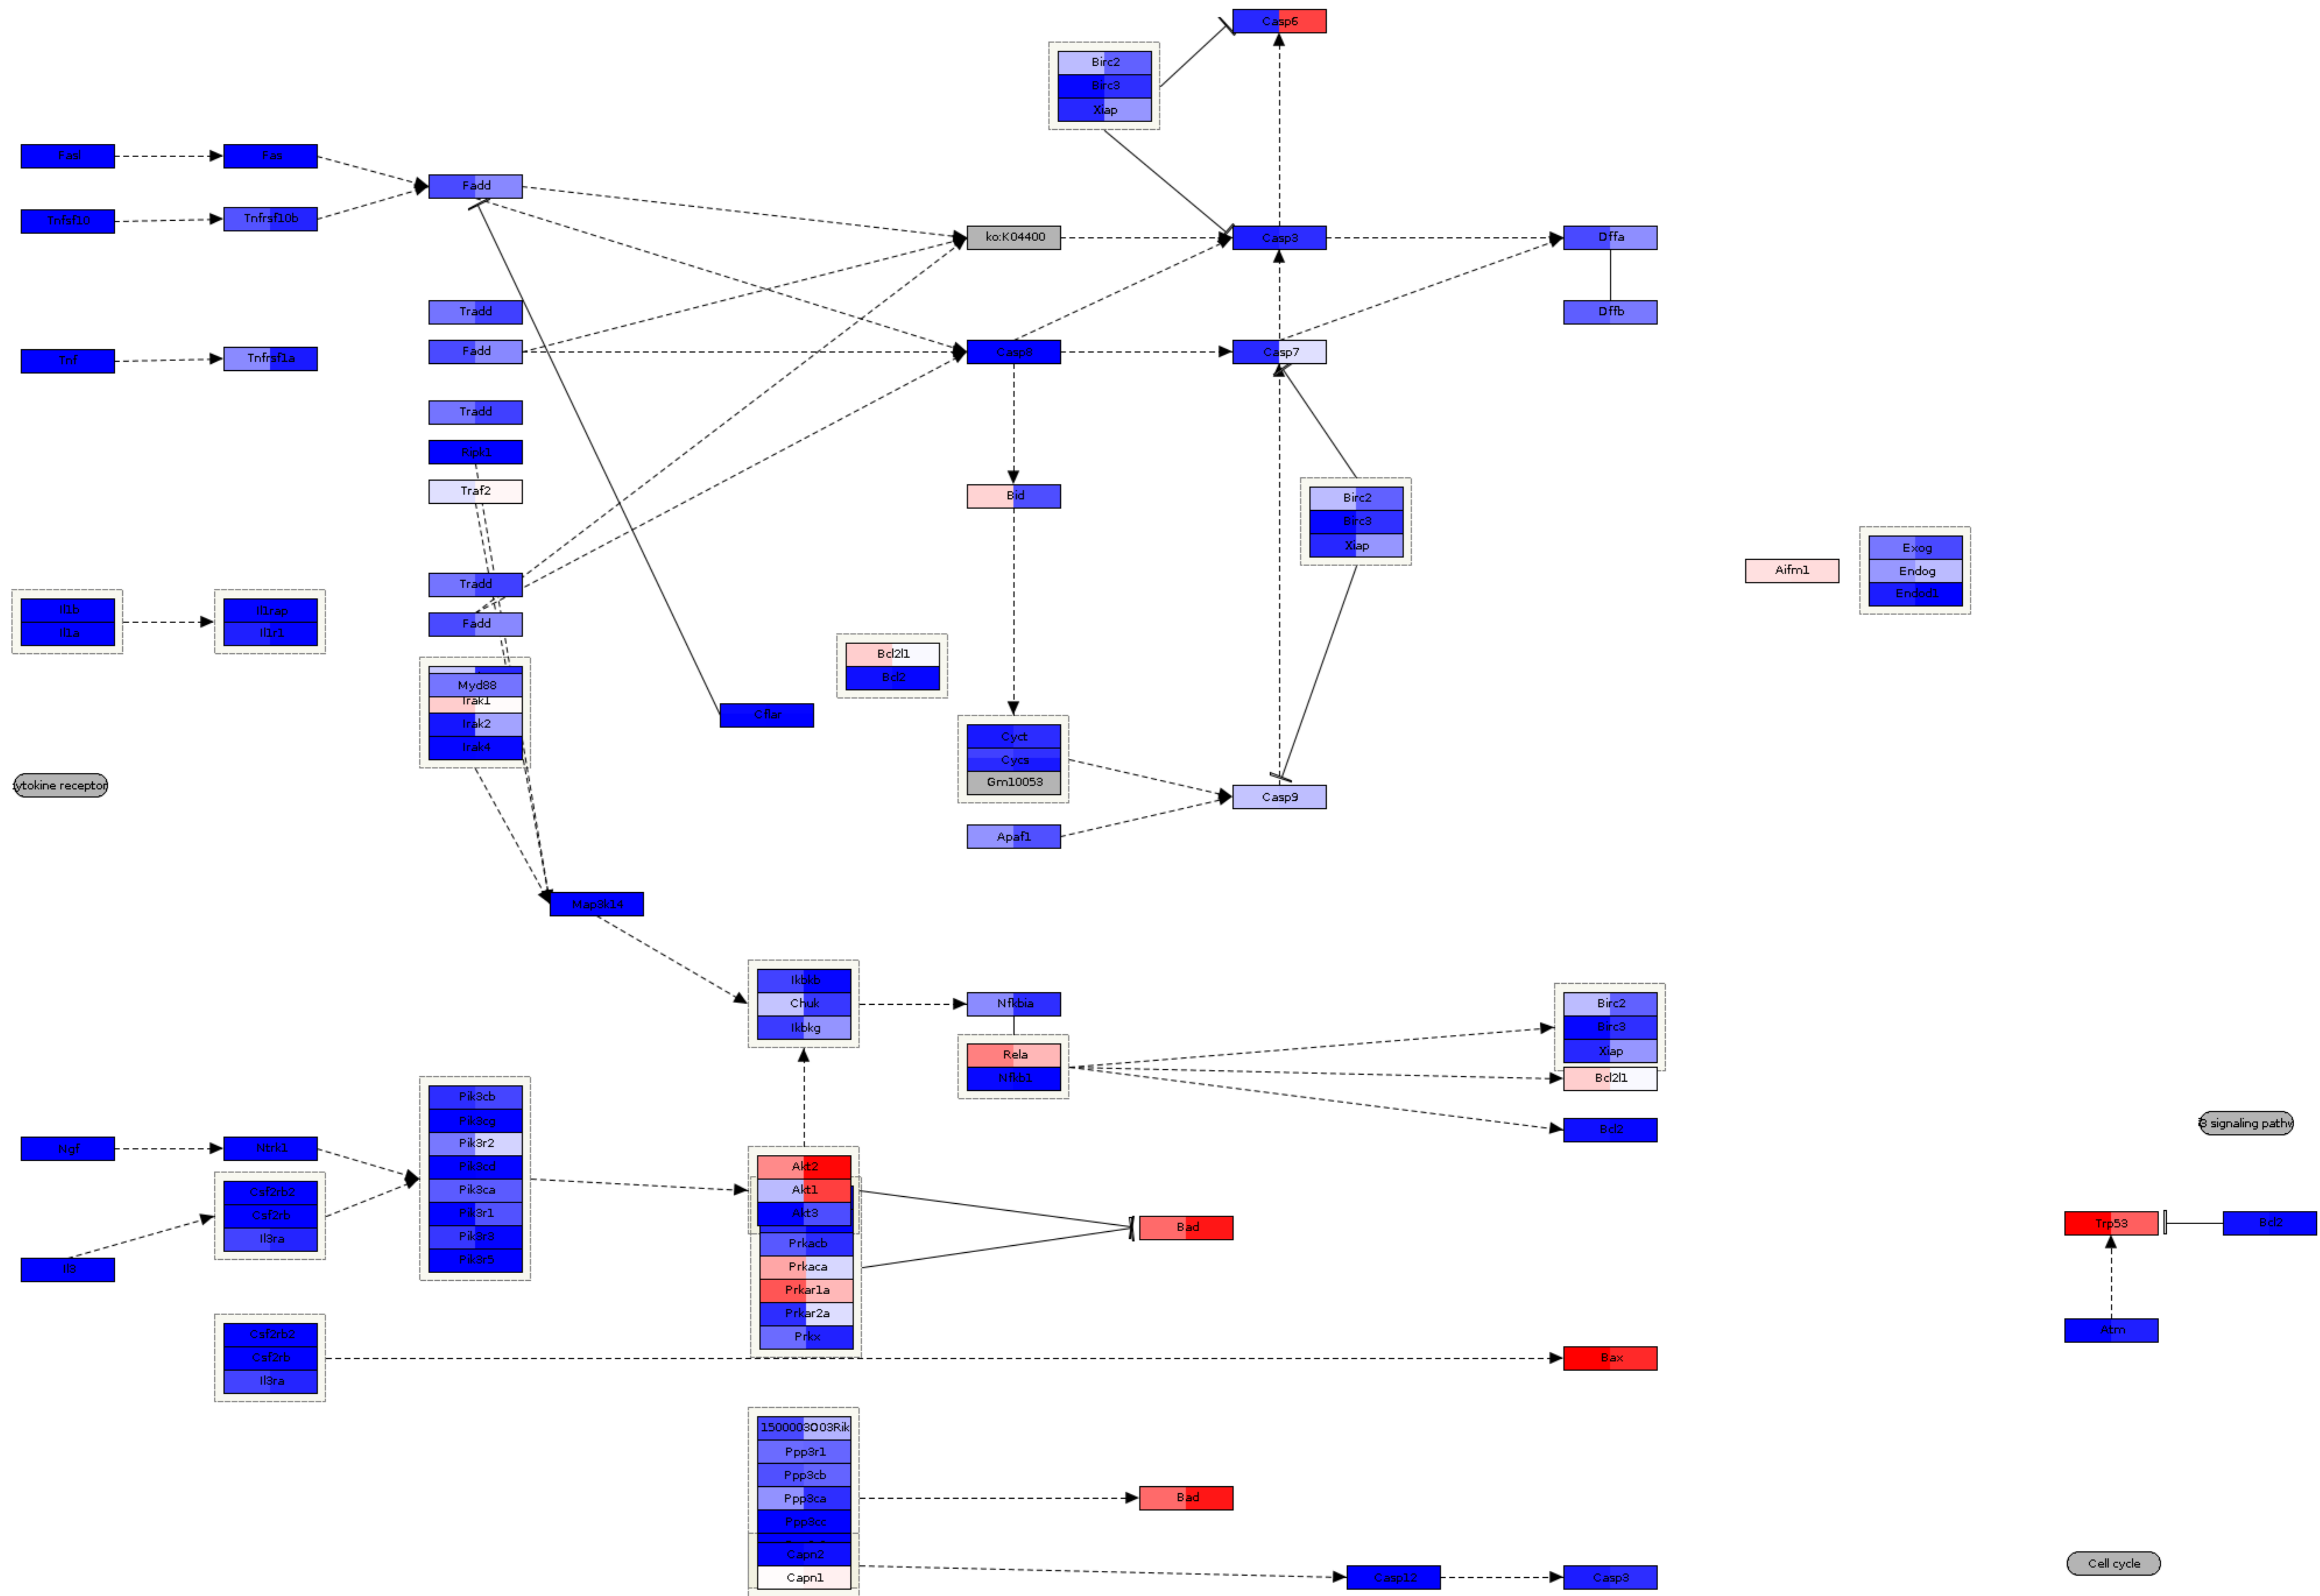 Casp6
Birc2
Birc3
Xiap
Fasl
Fas
Fadd
Tnfsf10
Tnfrsf10b
ko:K04400
Casp3
Dffa
Tradd
Dffb
Tnf
Tnfrsf1a
Fadd
Casp8
Casp7
Tradd
Ripk1
Traf2
Bid
Birc2
Birc3
Xiap
Aifm1
Exog
Endog
Endod1
Tradd
Fadd
Il1b
Il1a
Il1rap
Il1r1
Bcl2l1
Bcl2
Myd88
Irak1
Irak2
Irak4
Cflar
Cyct
Cycs
Gm10053
ytokine receptor
Casp9
Apaf1
Map3k14
Ikbkb
Chuk
Ikbkg
Nfkbia
Rela
Nfkb1
Birc2
Birc3
Xiap
Bcl2l1
Bcl2
Pik3cb
Pik3cg
Pik3r2
Pik3cd
Pik3ca
Pik3r1
Pik3r3
Pik3r5
Ngf
Ntrk1
3 signaling pathw
Csf2rb2
Csf2rb
Il3ra
Il3
Akt2
Akt1
Akt3
Prkacb
Prkaca
Prkar1a
Prkar2a
Prkx
Bad
Trp53
Bcl2
Atm
Csf2rb2
Csf2rb
Il3ra
Bax
1500003O03Rik
Ppp3r1
Ppp3cb
Ppp3ca
Ppp3cc
Bad
Capn2
Capn1
Casp12
Casp3
Cell cycle